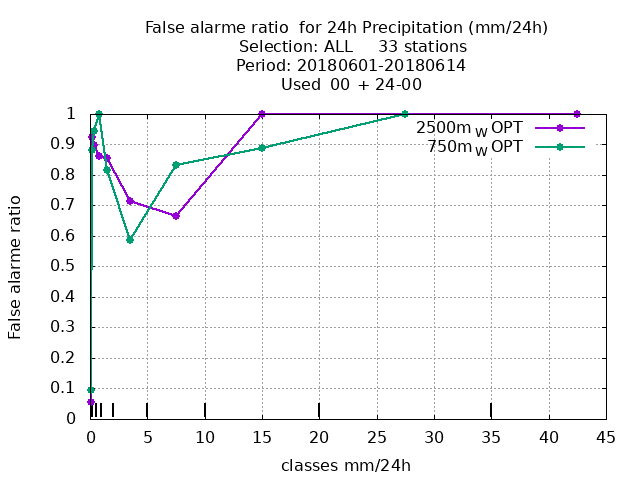 False alarme ratio  for 24h Precipitation (mm/24h)
Selection: ALL     33 stations
Period: 20180601-20180614
Used  00 + 24-00
2500m W OPT
750m W OPT
False alarme ratio
1
0.9
0.8
0.7
0.6
0.5
0.4
0.3
0.2
0.1
0
0 5 10 15 20 25 30 35 40 45
classes mm/24h